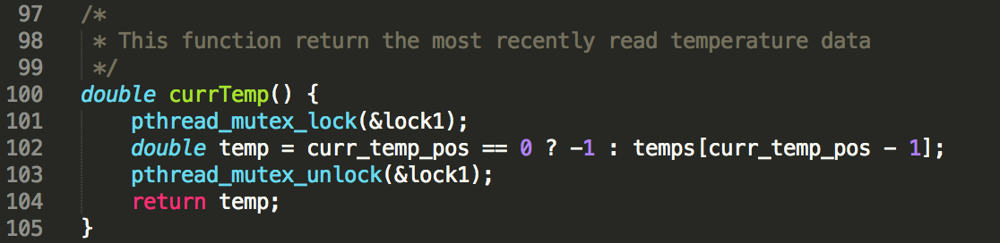 97 /*
98 * This function return the most recently read temperature data
99 */
100 double currTemp() {
101 pthread_mutex_lock(&lock1);
102 double temp = curr_temp_pos == 0 ? -1 : temps[curr_temp_pos - 1];
103 pthread_mutex_unlock(&lock1);
104 return temp;
105 }